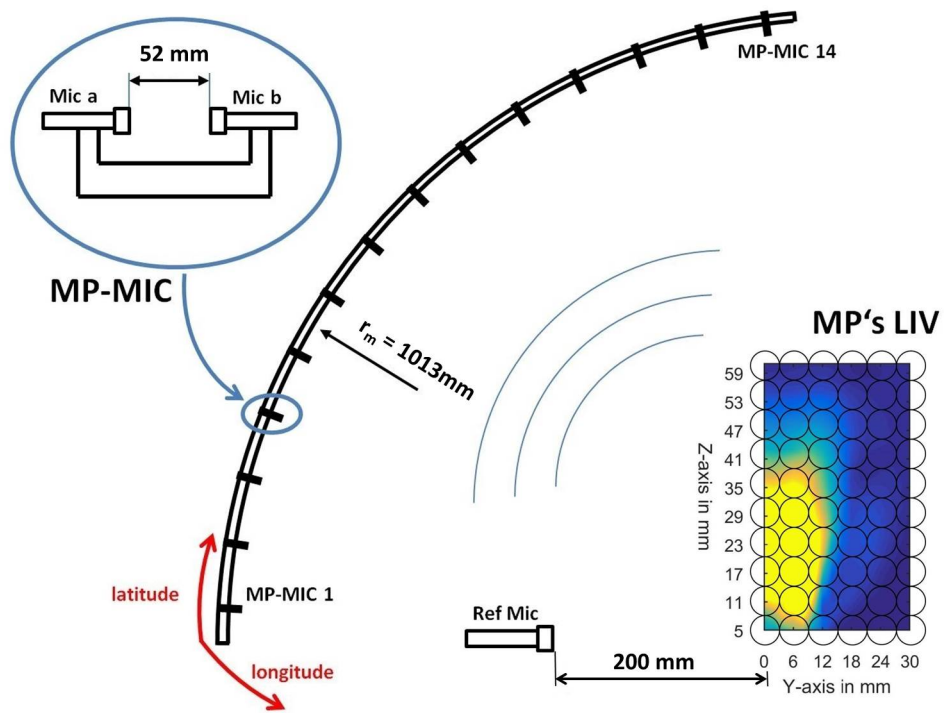 52 mm
Mic a
Mic b
MP-MIC
MP-MIC 14
rm = 1013mm
MP‘s LIV
latitude
MP-MIC 1
longitude
Ref Mic
200 mm
Z-axis in mm
59
53
47
41
35
29
23
17
11
5
0 6 12 18 24 30
Y-axis in mm